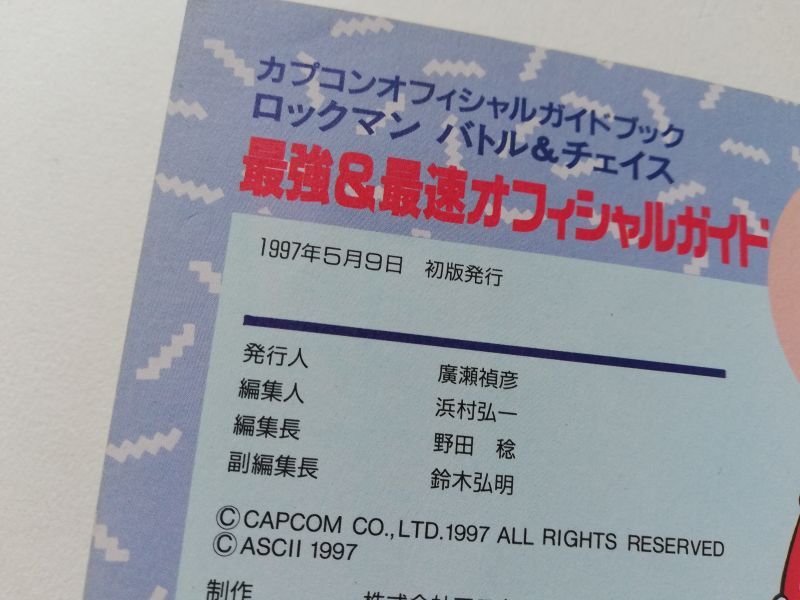 カプコンオフィシャルガイドブック
ロックマン バトル&チェイス
最強&最速オフィシャルガイド
1997年5月9日 初版発行
発行人 廣瀬禎彦
編集人 浜村弘一
編集長 野田 稔
副編集長 鈴木弘明
©CAPCOM CO.,LTD.1997 ALL RIGHTS RESERVED
©ASCII 1997
制作 株式会社